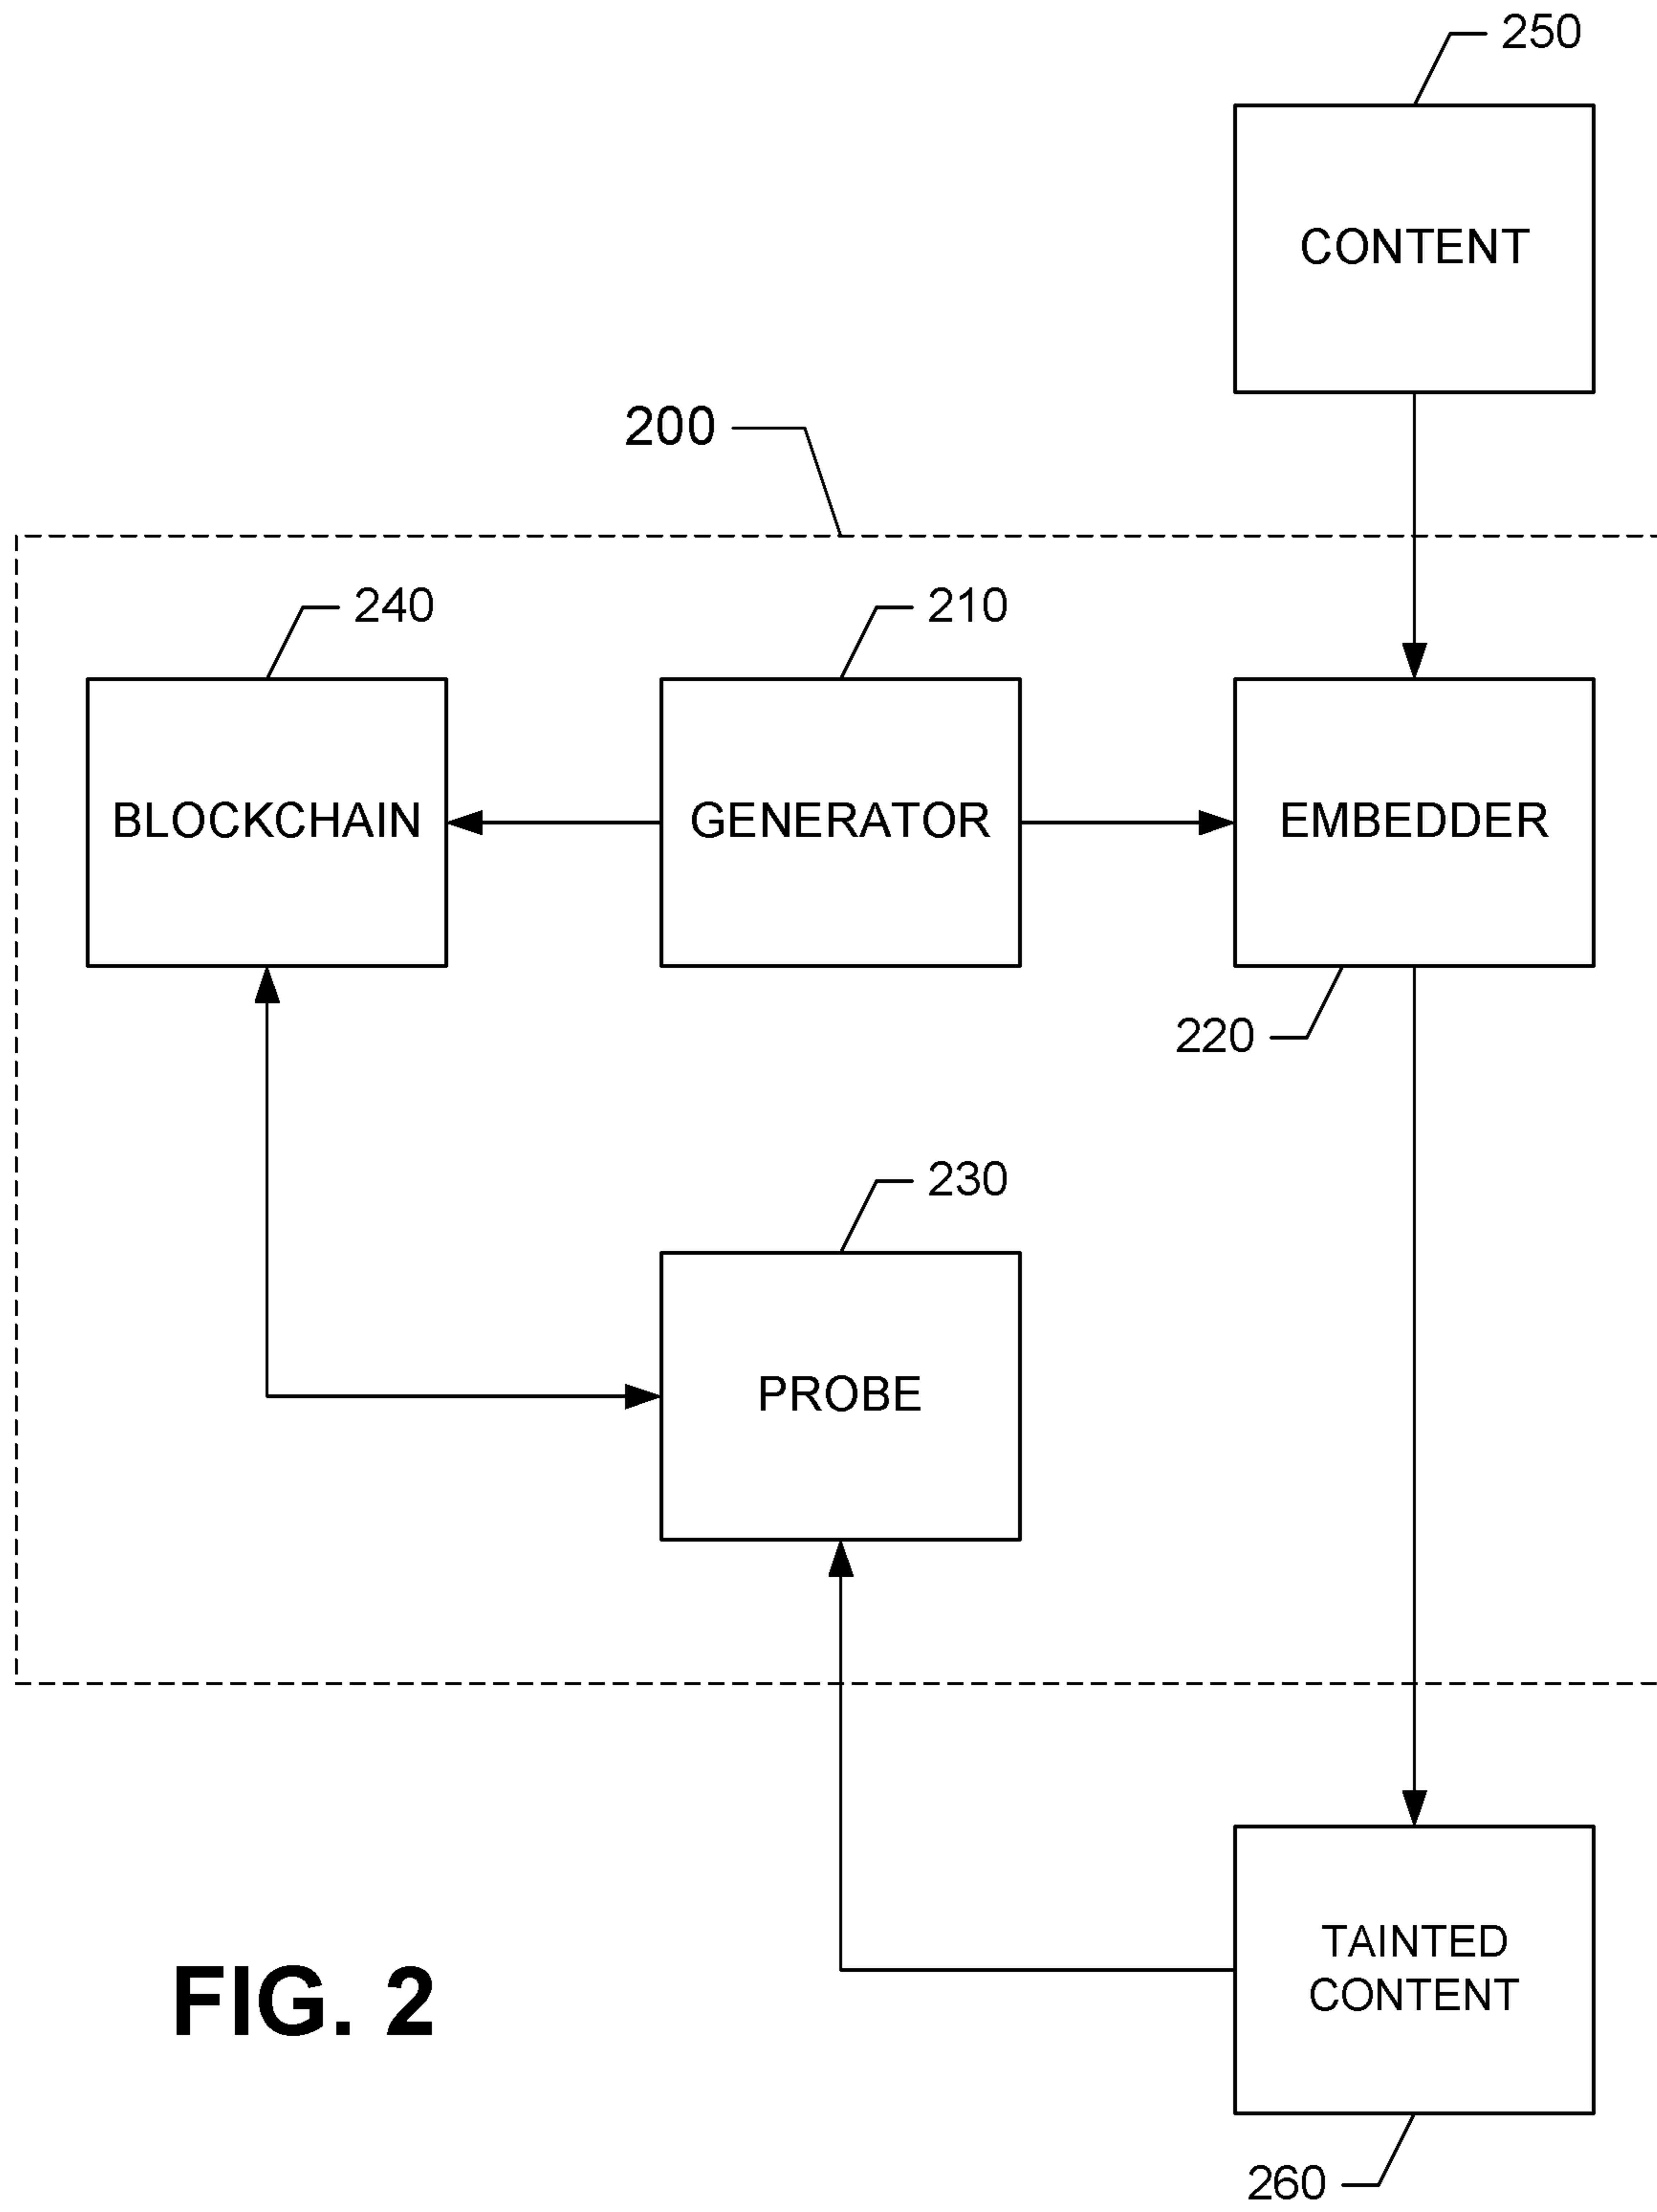 250
CONTENT
200
240
210
BLOCKCHAIN
GENERATOR
EMBEDDER
220
230
PROBE
TAINTED
CONTENT
FIG. 2
260